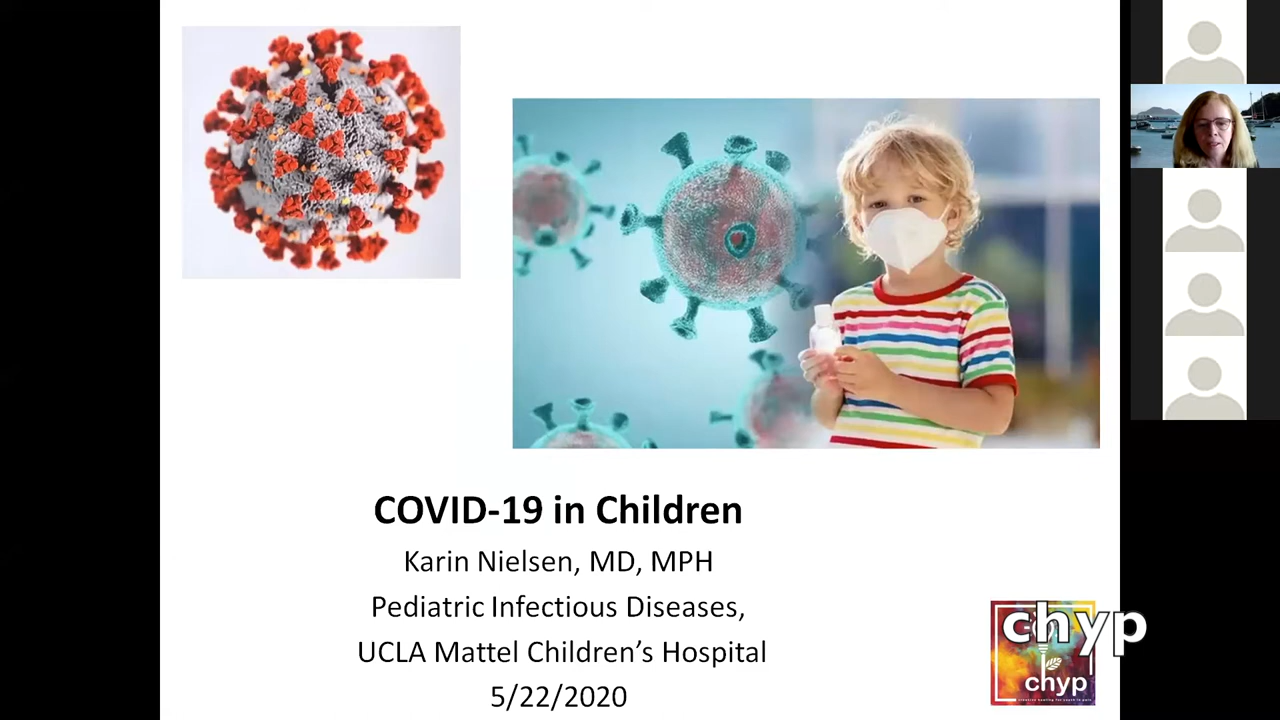 COVID-19 in Children
Karin Nielsen, MD, MPH
Pediatric Infectious Diseases,
UCLA Mattel Children's Hospital
5/22/2020
chyp
chyp